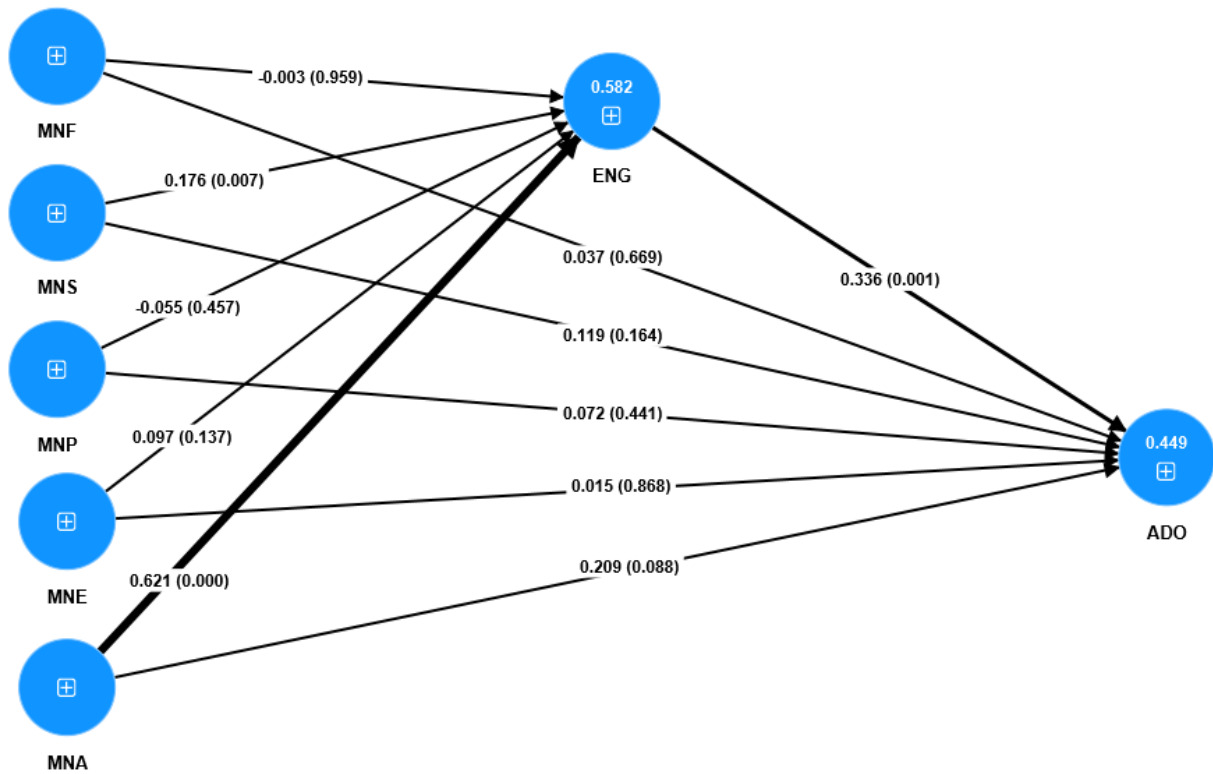 MNF
-0.003 (0.959)
0.582
ENG
MNS
0.176 (0.007)
0.037 (0.669)
0.336 (0.001)
MNP
-0.055 (0.457)
0.119 (0.164)
0.072 (0.441)
0.449
ADO
MNE
0.097 (0.137)
0.015 (0.868)
0.621 (0.000)
0.209 (0.088)
MNA